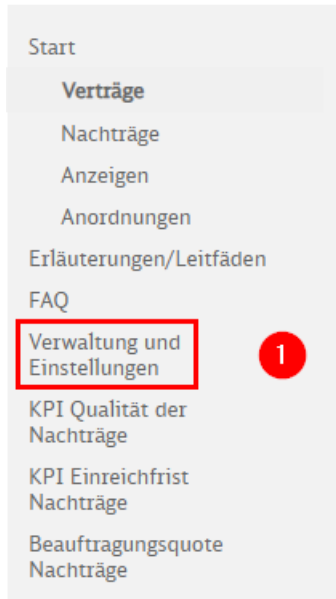 Start
Verträge
Nachträge
Anzeigen
Anordnungen
Erläuterungen/Leitfäden
FAQ
Verwaltung und
Einstellungen
1
KPI Qualität der
Nachträge
KPI Einreichfrist
Nachträge
Beauftragungsquote
Nachträge